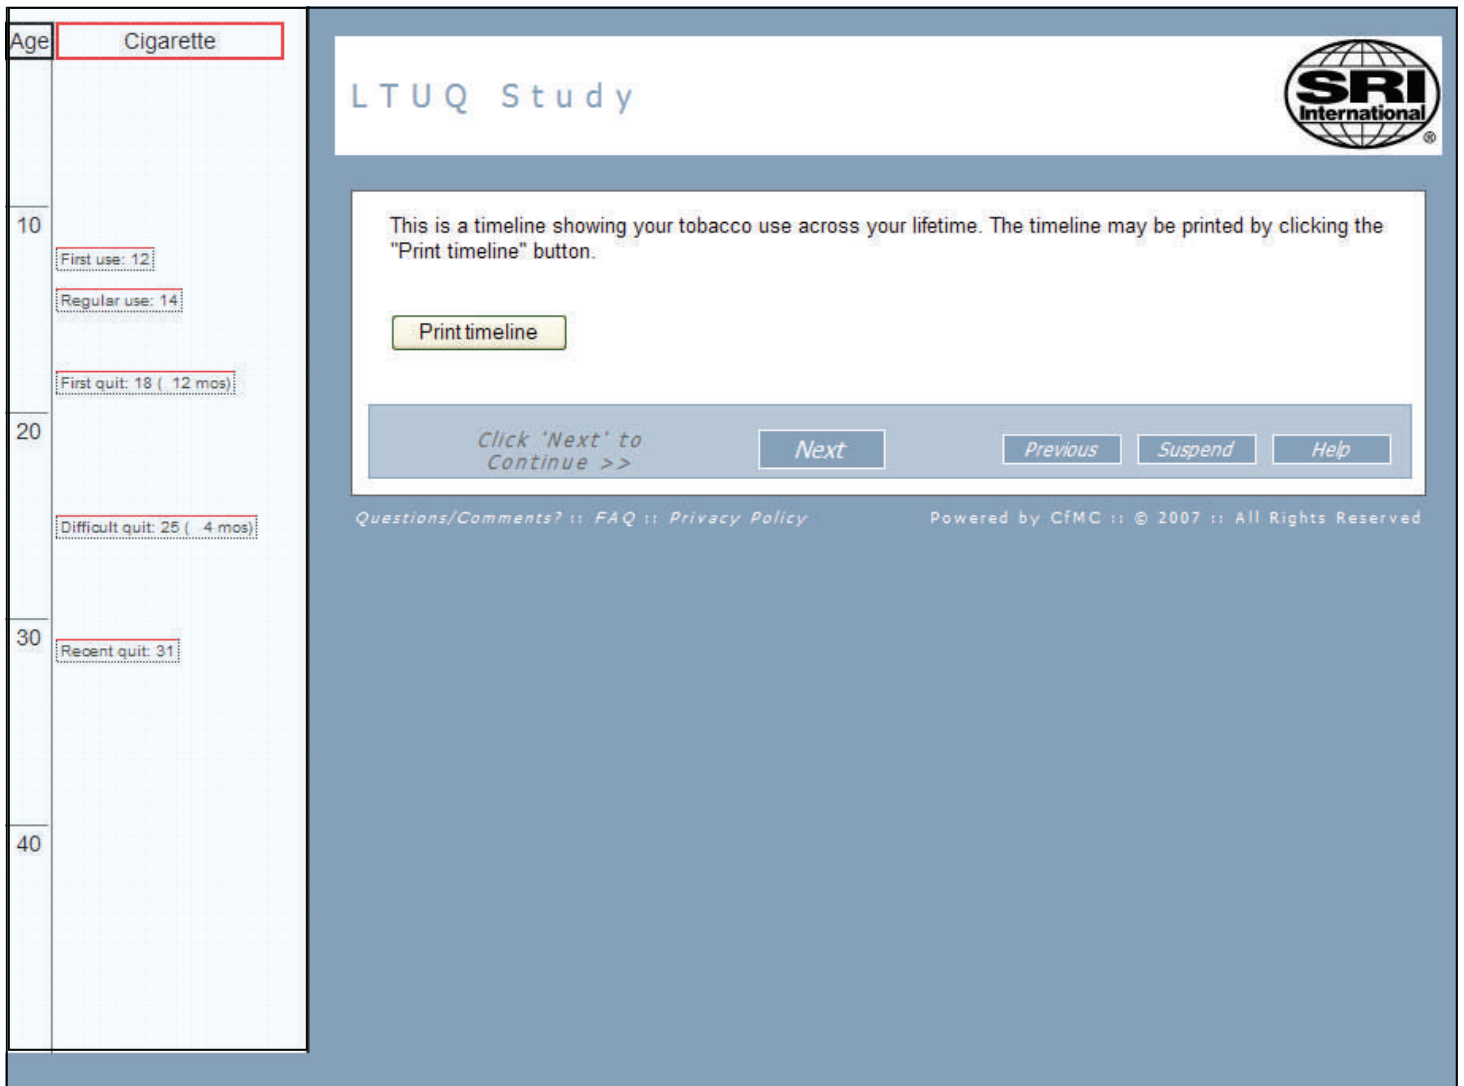 Age Cigarette
LTUQ Study
SRI
International
®
10
First use: 12
Regular use: 14
First quit: 18 ( 12 mos)
20
Difficult quit: 25 ( 4 mos)
30
Recent quit: 31
40
This is a timeline showing your tobacco use across your lifetime. The timeline may be printed by clicking the
"Print timeline" button.
Print timeline
Click 'Next' to
Continue >>
Next
Previous
Suspend
Help
Questions/Comments? :: FAQ :: Privacy Policy
Powered by CfMC :: © 2007 :: All Rights Reserved